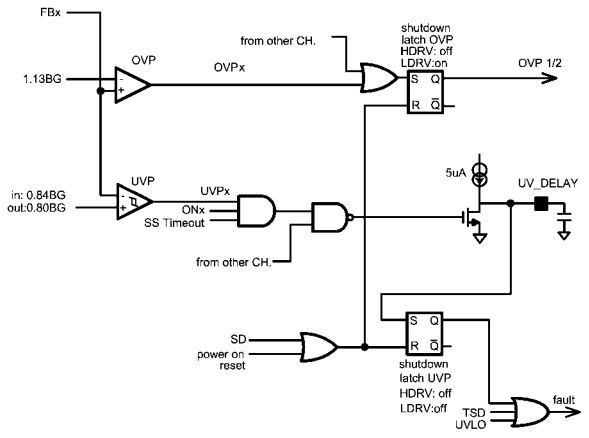 FBx
from other CH.
shutdown
latch OVP
HDRV: off
LDRV:on
OVP
OVPx
OVP 1/2
1.13BG
-
+
S Q
R Q
5uA
UV_DELAY
UVP
UVPx
in: 0.84BG
out:0.80BG
-
+
ONx
SS Timeout
from other CH.
S Q
R Q
SD
power on
reset
shutdown
latch UVP
HDRV: off
LDRV:off
TSD
UVLO
fault